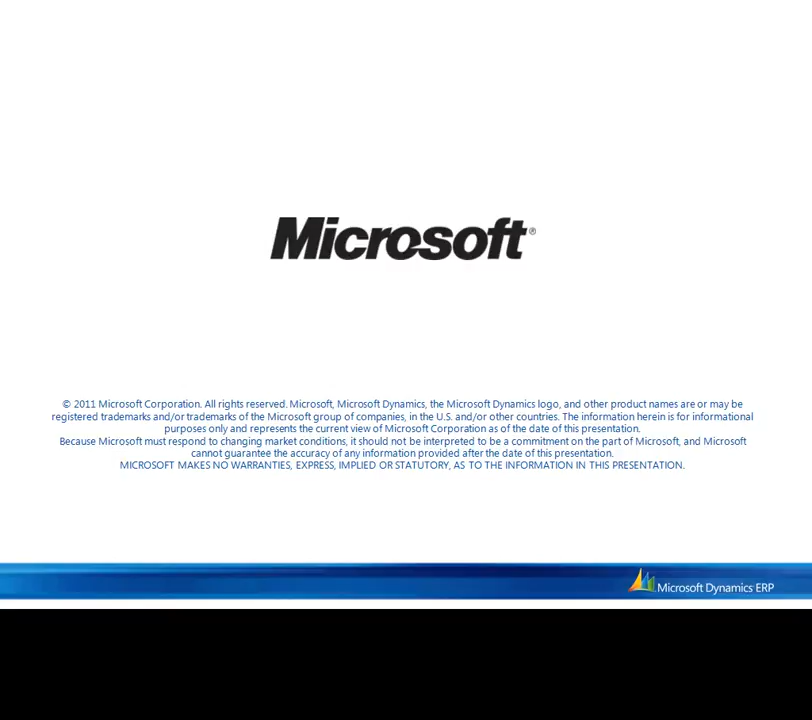 Microsoft®
© 2011 Microsoft Corporation. All rights reserved. Microsoft, Microsoft Dynamics, the Microsoft Dynamics logo, and other product names are or may be
registered trademarks and/or trademarks of the Microsoft group of companies, in the U.S. and/or other countries. The information herein is for informational
purposes only and represents the current view of Microsoft Corporation as of the date of this presentation.
Because Microsoft must respond to changing market conditions, it should not be interpreted to be a commitment on the part of Microsoft, and Microsoft
cannot guarantee the accuracy of any information provided after the date of this presentation.
MICROSOFT MAKES NO WARRANTIES, EXPRESS, IMPLIED OR STATUTORY, AS TO THE INFORMATION IN THIS PRESENTATION.
Microsoft Dynamics ERP